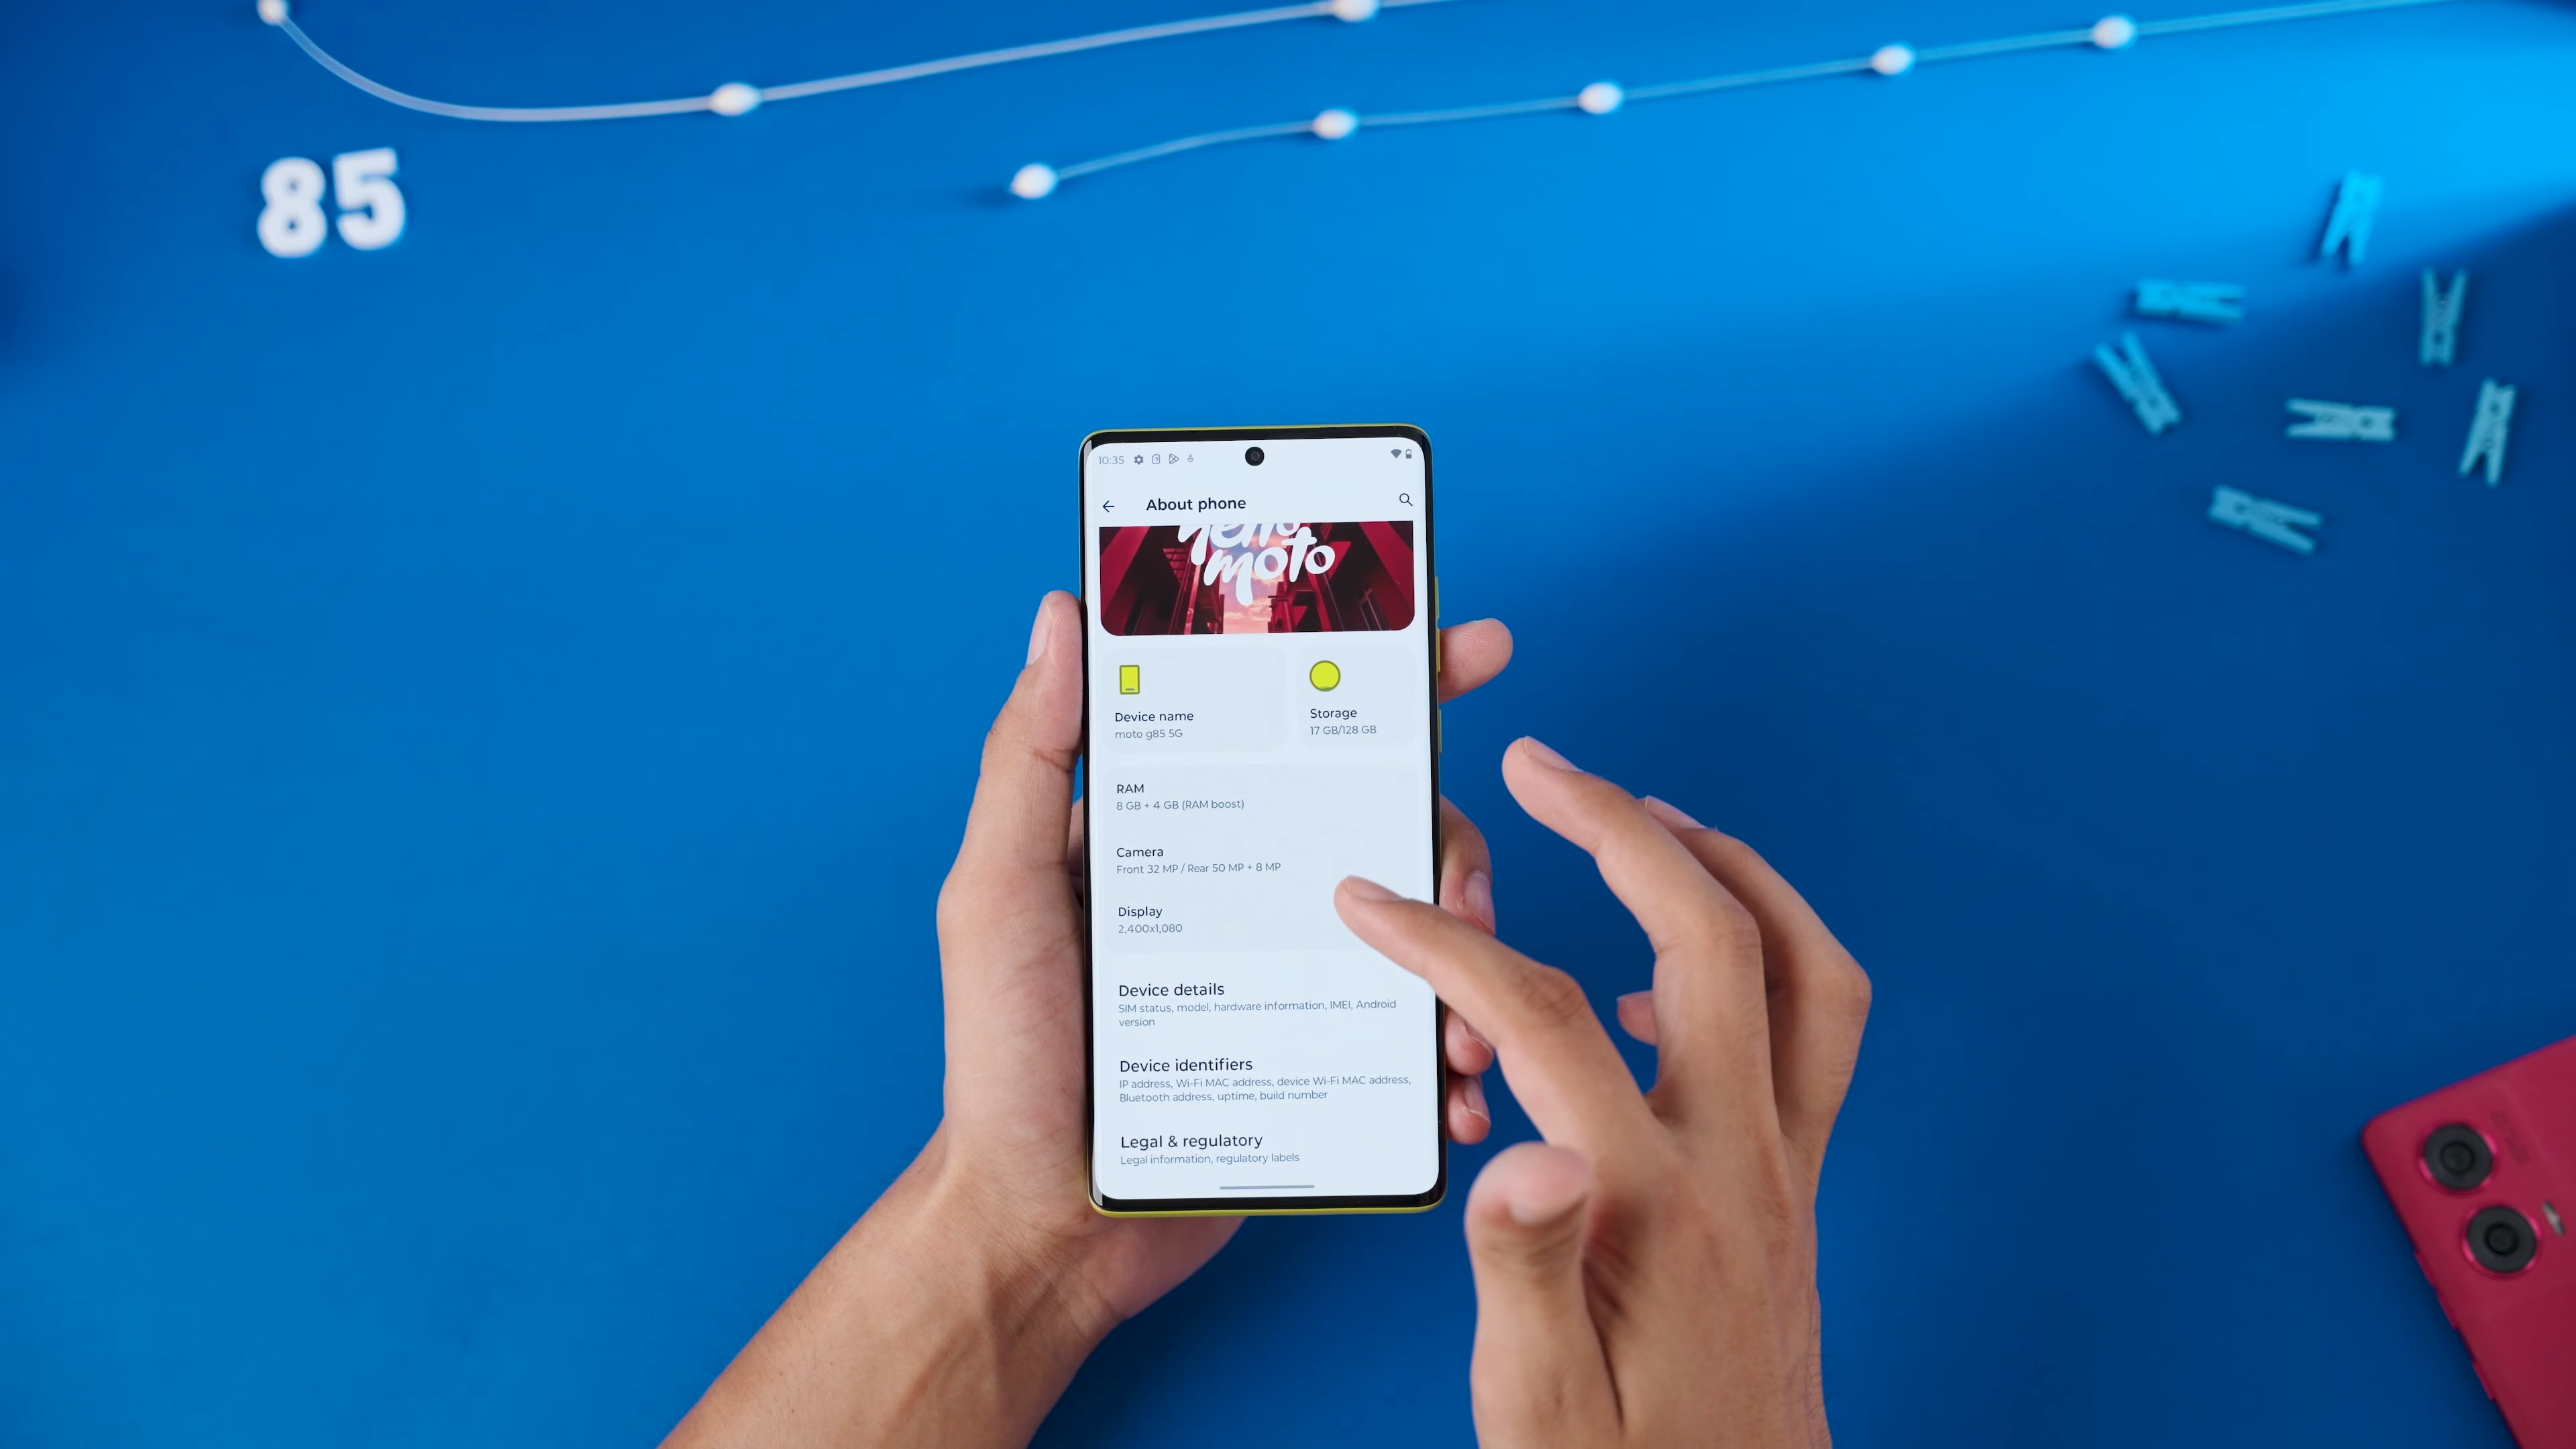 85
10:35
About phone
hello
moto
Device name
moto g85 5G
Storage
17 GB/128 GB
RAM
8 GB + 4 GB (RAM boost)
Camera
Front 32 MP / Rear 50 MP + 8 MP
Display
2,400x1,080
Device details
SIM status, model, hardware information, IMEI, Android
version
Device identifiers
IP address, Wi-Fi MAC address, device Wi-Fi MAC address,
Bluetooth address, uptime, build number
Legal & regulatory
Legal information, regulatory labels